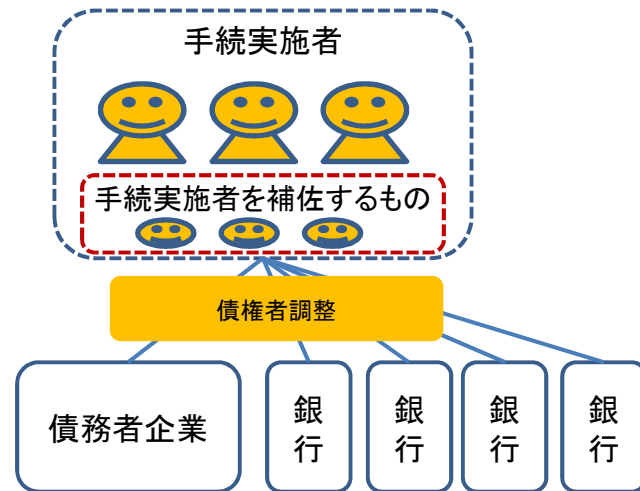 手続実施者
手続実施者を補佐するもの
債権者調整
債務者企業
銀行
銀行
銀行
銀行